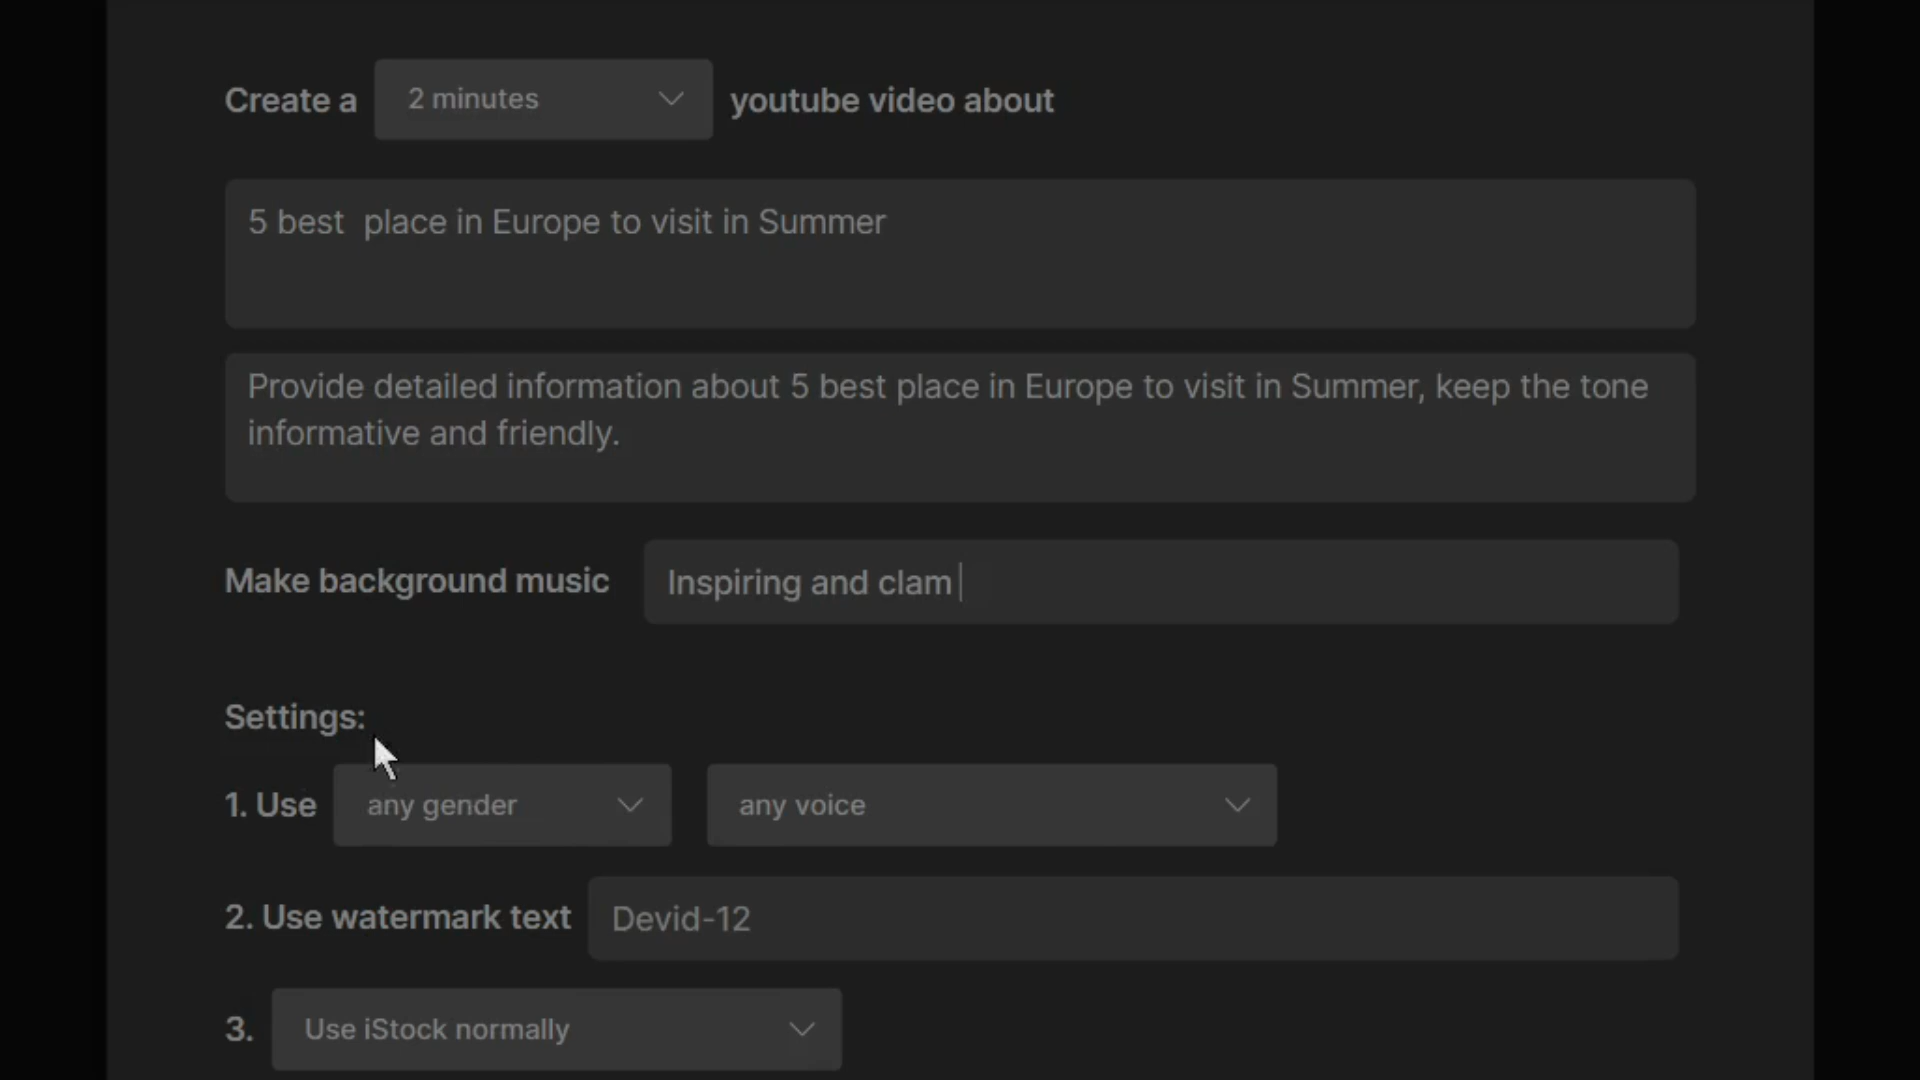 Create a 2 minutes youtube video about
5 best  place in Europe to visit in Summer
Provide detailed information about 5 best place in Europe to visit in Summer, keep the tone
informative and friendly.
Make background music Inspiring and clam
Settings:
1. Use any gender any voice
2. Use watermark text Devid-12
3. Use iStock normally